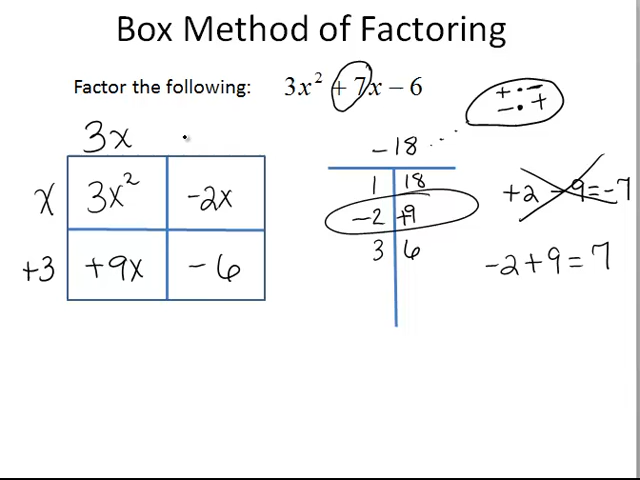 Box Method of Factoring
Factor the following: 3x² + 7x − 6
+ · −
− · +
3x
x 3x² -2x
+3 +9x -6
-18 ...
1 18
-2 +9
3 6
+2 -9=-7
-2+9=7